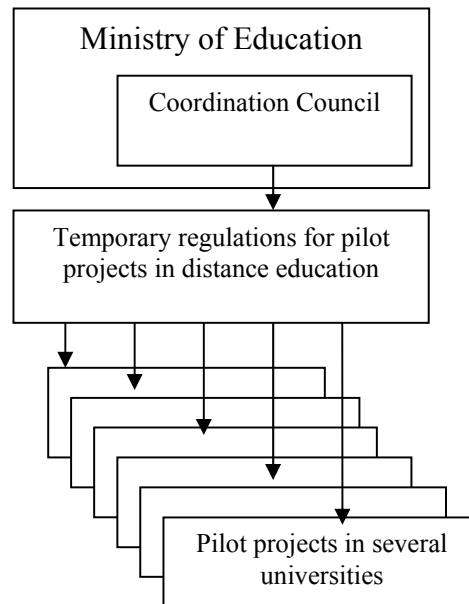 Ministry of Education
Coordination Council
Temporary regulations for pilot
projects in distance education
Pilot projects in several
universities